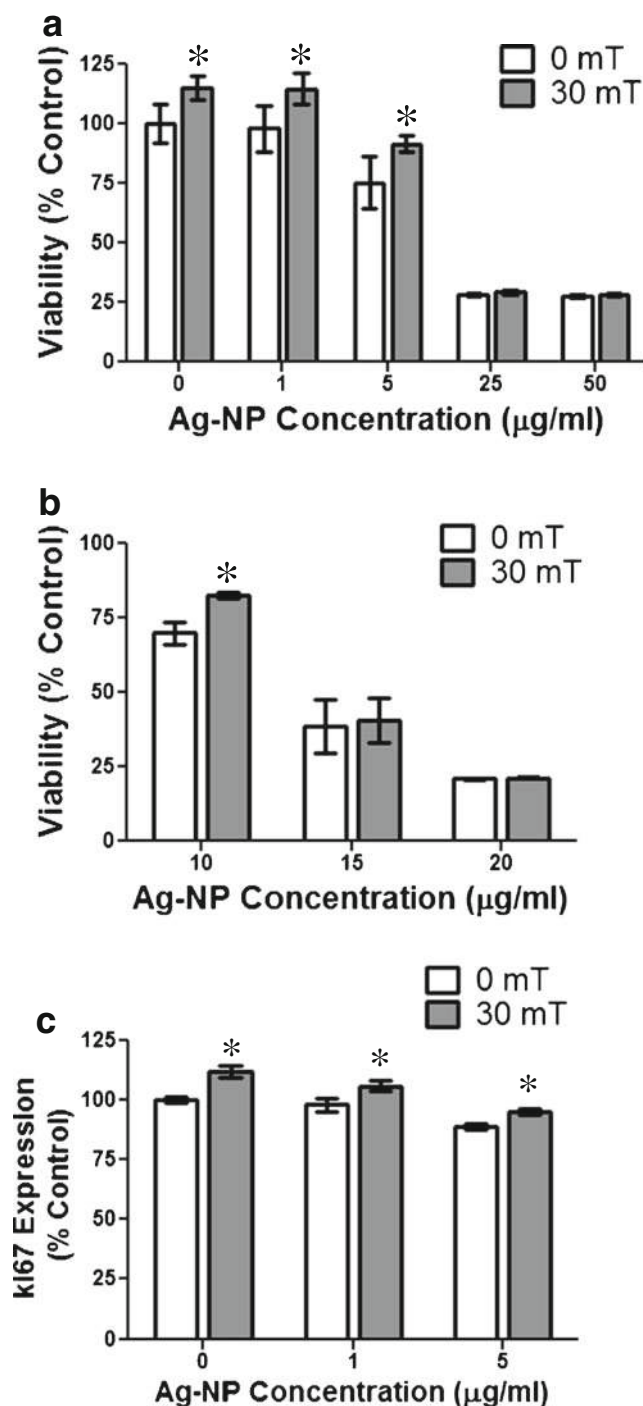 a
0 mT
30 mT
* * *
Viability (% Control)
125
100
75
50
25
0
0 1 5 25 50
Ag-NP Concentration (μg/ml)
b
0 mT
30 mT
*
Viability (% Control)
100
75
50
25
0
10 15 20
Ag-NP Concentration (μg/ml)
c
0 mT
30 mT
* * *
kI67 Expression
(% Control)
125
100
75
50
25
0
0 1 5
Ag-NP Concentration (μg/ml)